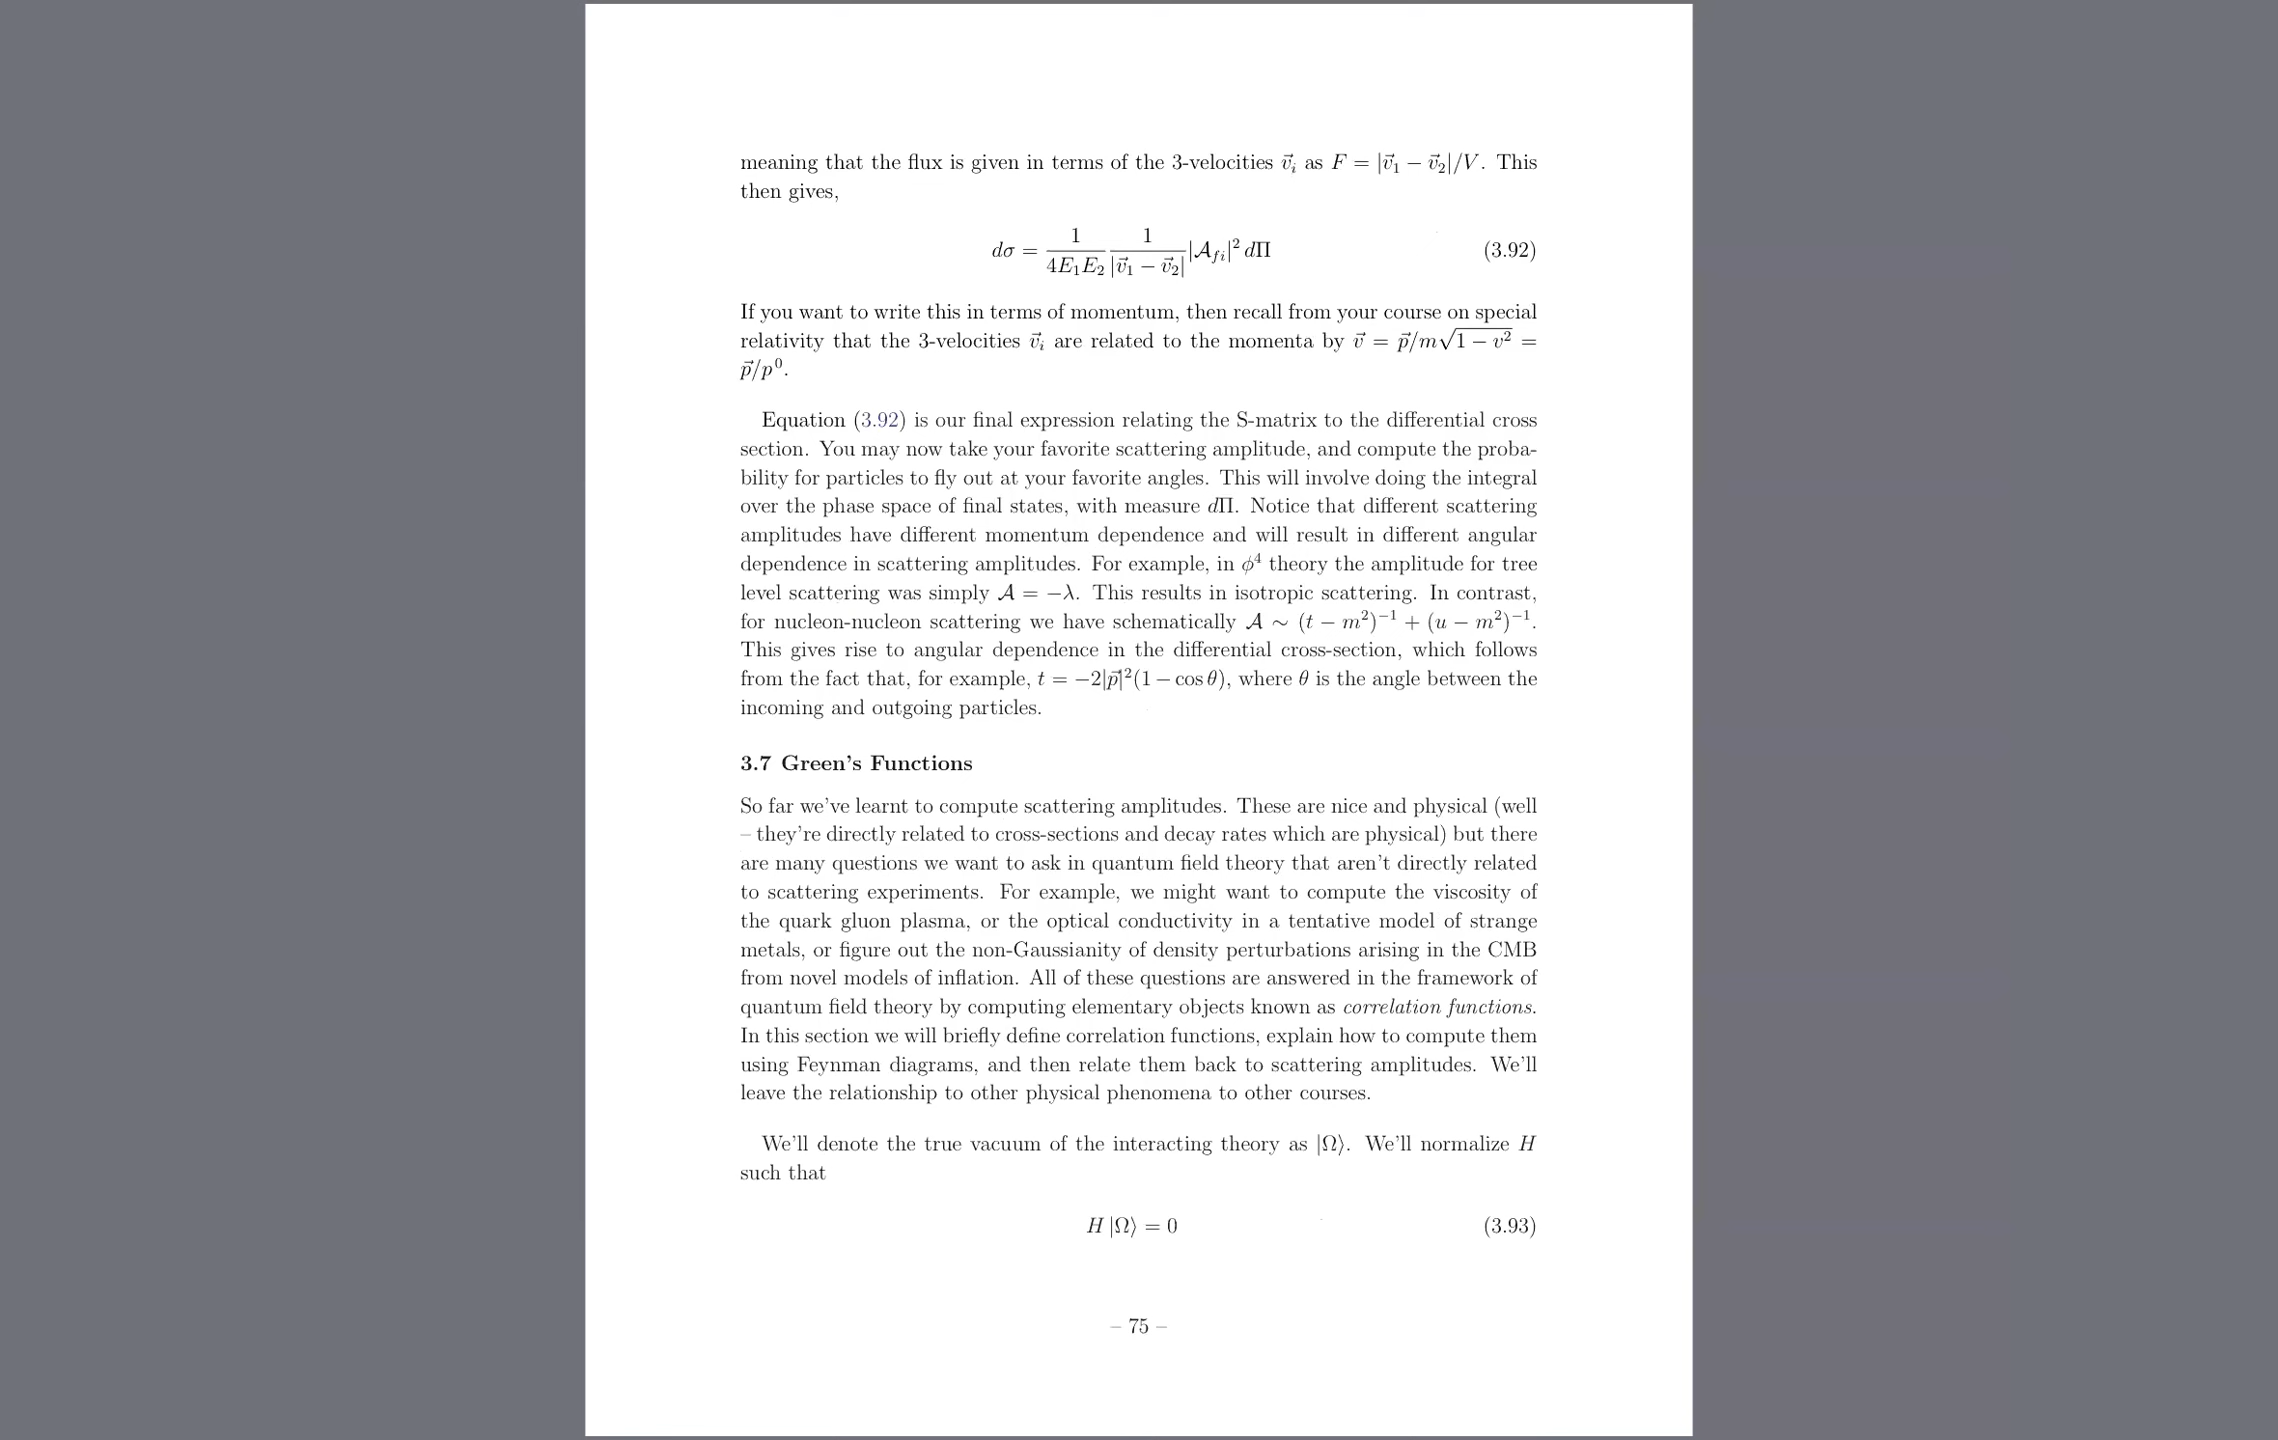 meaning that the flux is given in terms of the 3-velocities $\vec{v}_i$ as $F = |\vec{v}_1 - \vec{v}_2|/V$. This
then gives,
$d\sigma = \frac{1}{4E_1E_2} \frac{1}{|\vec{v}_1 - \vec{v}_2|} |\mathcal{A}_{fi}|^2 \, d\Pi$ (3.92)
If you want to write this in terms of momentum, then recall from your course on special
relativity that the 3-velocities $\vec{v}_i$ are related to the momenta by $\vec{v} = \vec{p}/m\sqrt{1 - v^2} =$
$\vec{p}/p^0$.
Equation (3.92) is our final expression relating the S-matrix to the differential cross
section. You may now take your favorite scattering amplitude, and compute the proba-
bility for particles to fly out at your favorite angles. This will involve doing the integral
over the phase space of final states, with measure $d\Pi$. Notice that different scattering
amplitudes have different momentum dependence and will result in different angular
dependence in scattering amplitudes. For example, in $\phi^4$ theory the amplitude for tree
level scattering was simply $\mathcal{A} = -\lambda$. This results in isotropic scattering. In contrast,
for nucleon-nucleon scattering we have schematically $\mathcal{A} \sim (t - m^2)^{-1} + (u - m^2)^{-1}$.
This gives rise to angular dependence in the differential cross-section, which follows
from the fact that, for example, $t = -2|\vec{p}|^2(1 - \cos\theta)$, where $\theta$ is the angle between the
incoming and outgoing particles.
3.7 Green's Functions
So far we've learnt to compute scattering amplitudes. These are nice and physical (well
– they're directly related to cross-sections and decay rates which are physical) but there
are many questions we want to ask in quantum field theory that aren't directly related
to scattering experiments. For example, we might want to compute the viscosity of
the quark gluon plasma, or the optical conductivity in a tentative model of strange
metals, or figure out the non-Gaussianity of density perturbations arising in the CMB
from novel models of inflation. All of these questions are answered in the framework of
quantum field theory by computing elementary objects known as correlation functions.
In this section we will briefly define correlation functions, explain how to compute them
using Feynman diagrams, and then relate them back to scattering amplitudes. We'll
leave the relationship to other physical phenomena to other courses.
We'll denote the true vacuum of the interacting theory as $|\Omega\rangle$. We'll normalize $H$
such that
$H \, |\Omega\rangle = 0$ (3.93)
– 75 –